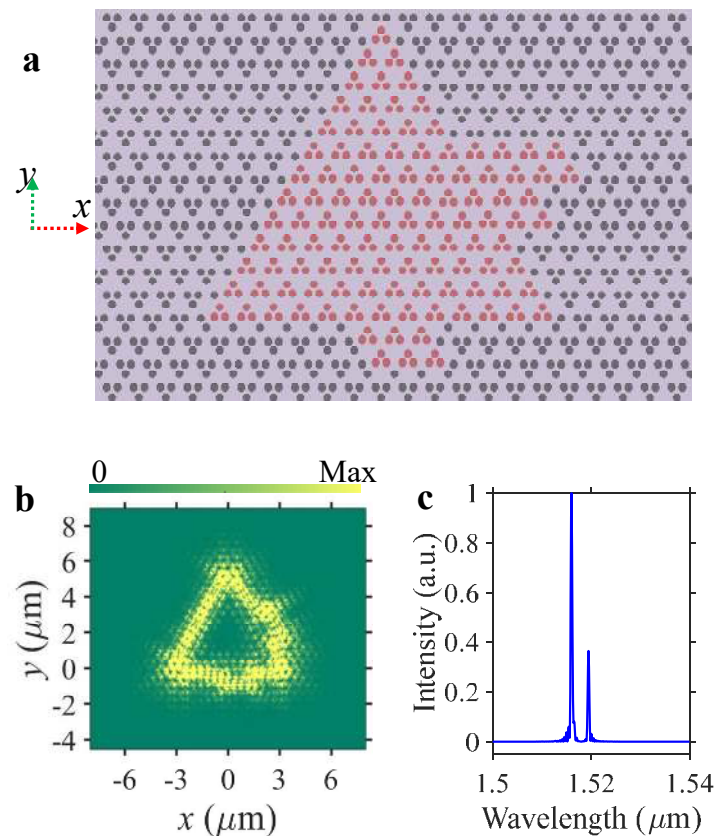 a
y
x
b
0 Max
8
6
4
2
0
-2
-4
y (μm)
-6 -3 0 3 6
x (μm)
c
1
0.8
0.6
0.4
0.2
0
Intensity (a.u.)
1.5 1.52 1.54
Wavelength (μm)